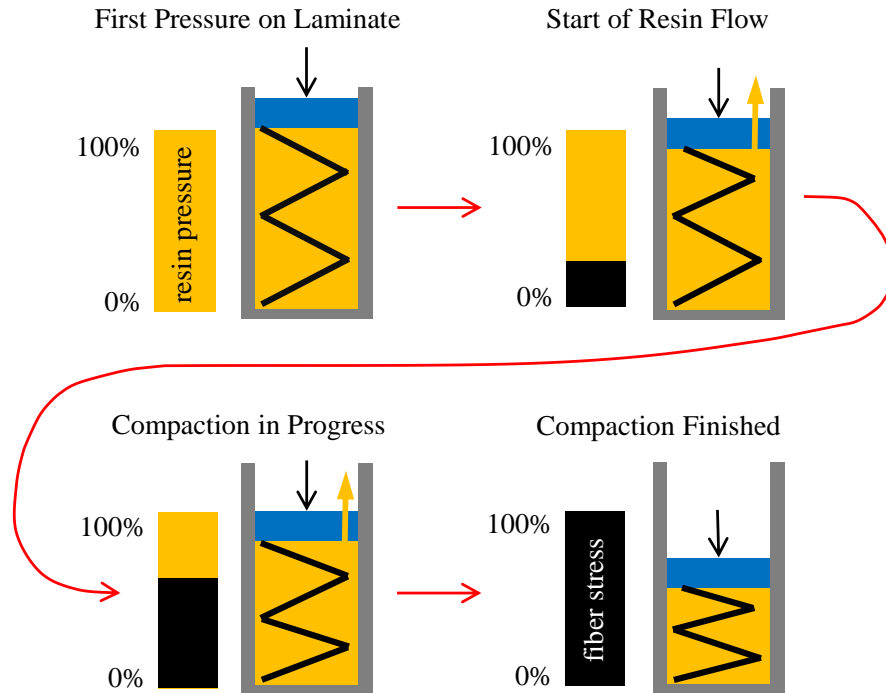 First Pressure on Laminate
Start of Resin Flow
100%
resin pressure
0%
100%
0%
Compaction in Progress
Compaction Finished
100%
0%
100%
fiber stress
0%